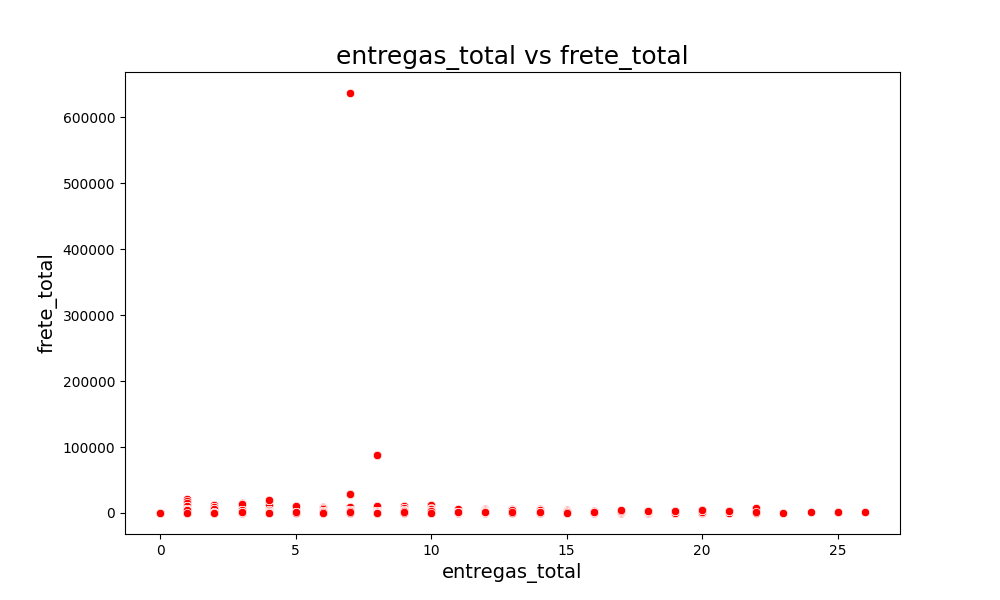 entregas_total vs frete_total
600000
500000
400000
300000
200000
100000
0
frete_total
0 5 10 15 20 25
entregas_total